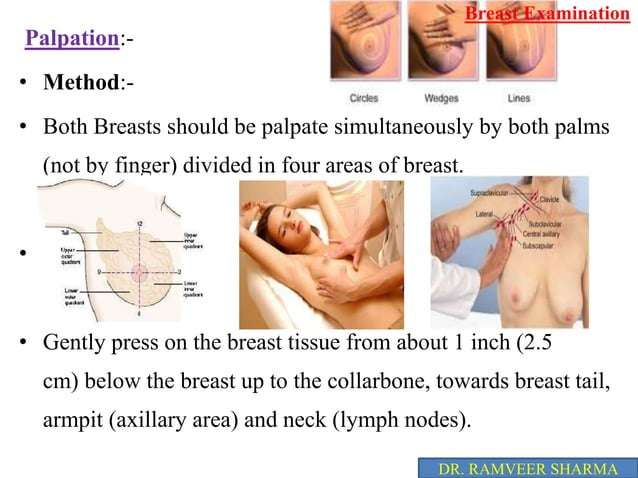 Breast Examination
Palpation:-
Circles
Wedges
Lines
• Method:-
• Both Breasts should be palpate simultaneously by both palms
(not by finger) divided in four areas of breast.
Tail
12
Upper
inner
quadrant
Upper
outer
quadrant
9
3
Lower
outer
quadrant
Lower
inner
quadrant
6
Supraclavicular
Clavicle
Lateral
Subclavicular
Central axillary
Subscapular
•
• Gently press on the breast tissue from about 1 inch (2.5
cm) below the breast up to the collarbone, towards breast tail,
armpit (axillary area) and neck (lymph nodes).
DR. RAMVEER SHARMA